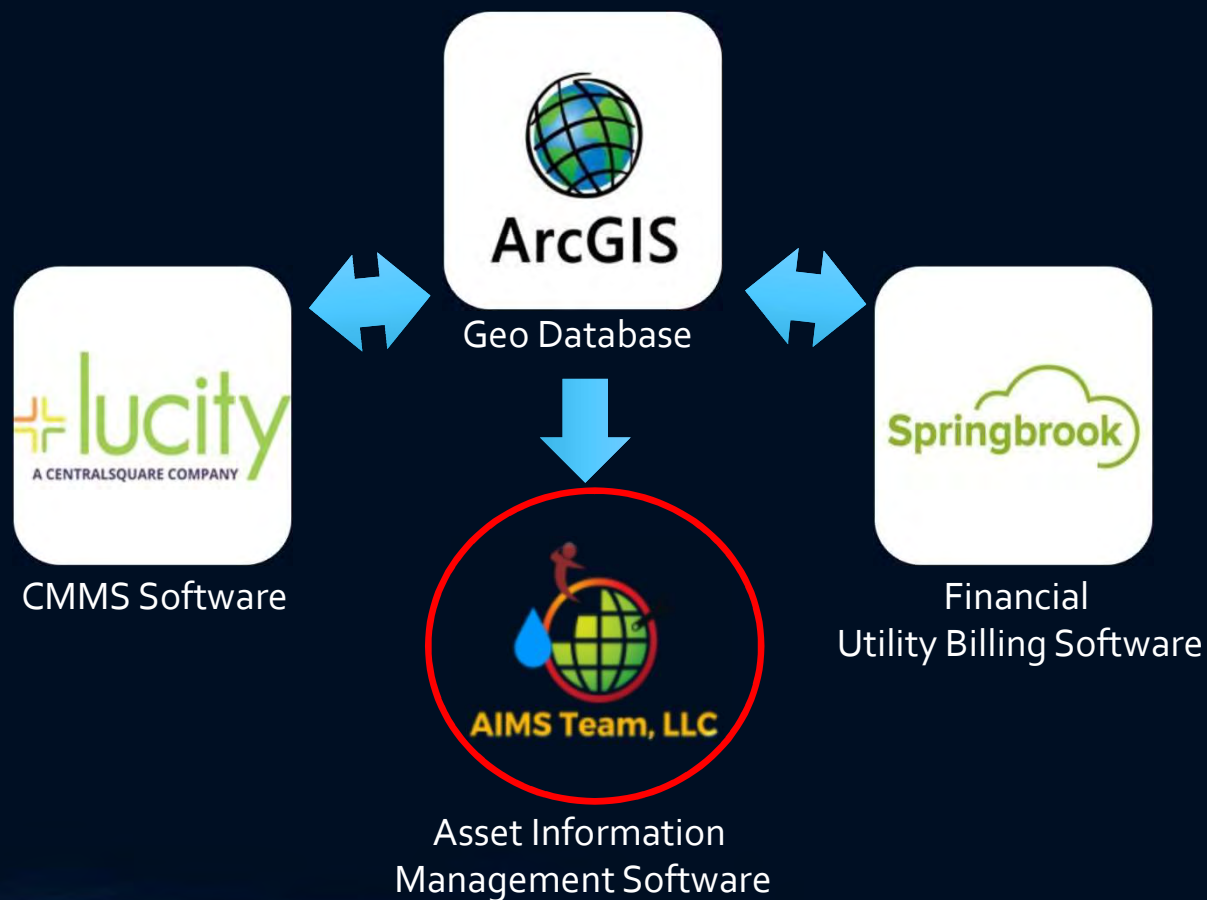 ArcGIS
Geo Database
lucity
A CENTRALSQUARE COMPANY
CMMS Software
Springbrook
Financial
Utility Billing Software
AIMS Team, LLC
Asset Information
Management Software